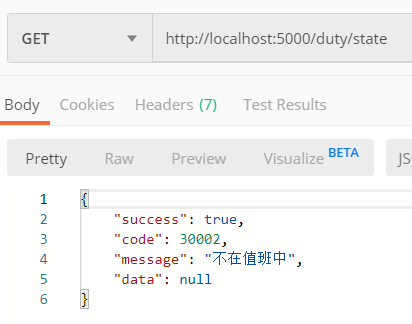 GET http://localhost:5000/duty/state
Body Cookies Headers (7) Test Results
Pretty Raw Preview Visualize BETA JS
1 {
2 "success": true,
3 "code": 30002,
4 "message": "不在值班中",
5 "data": null
6 }